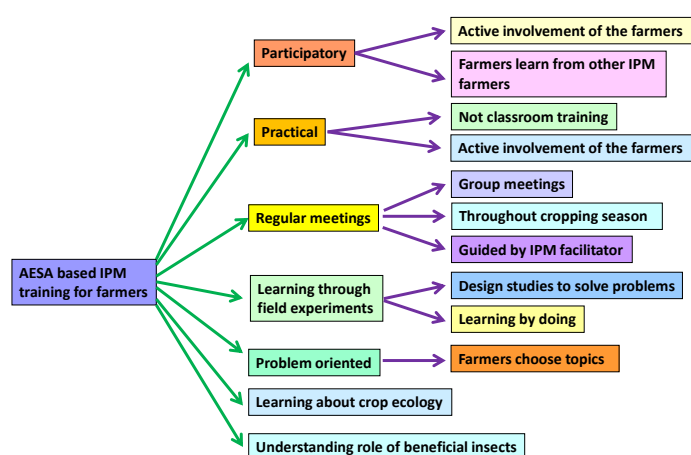 Active involvement of the farmers
Participatory
Farmers learn from other IPM
farmers
Not classroom training
Practical
Active involvement of the farmers
Group meetings
Regular meetings
Throughout cropping season
Guided by IPM facilitator
AESA based IPM
training for farmers
Learning through
field experiments
Design studies to solve problems
Learning by doing
Problem oriented
Farmers choose topics
Learning about crop ecology
Understanding role of beneficial insects